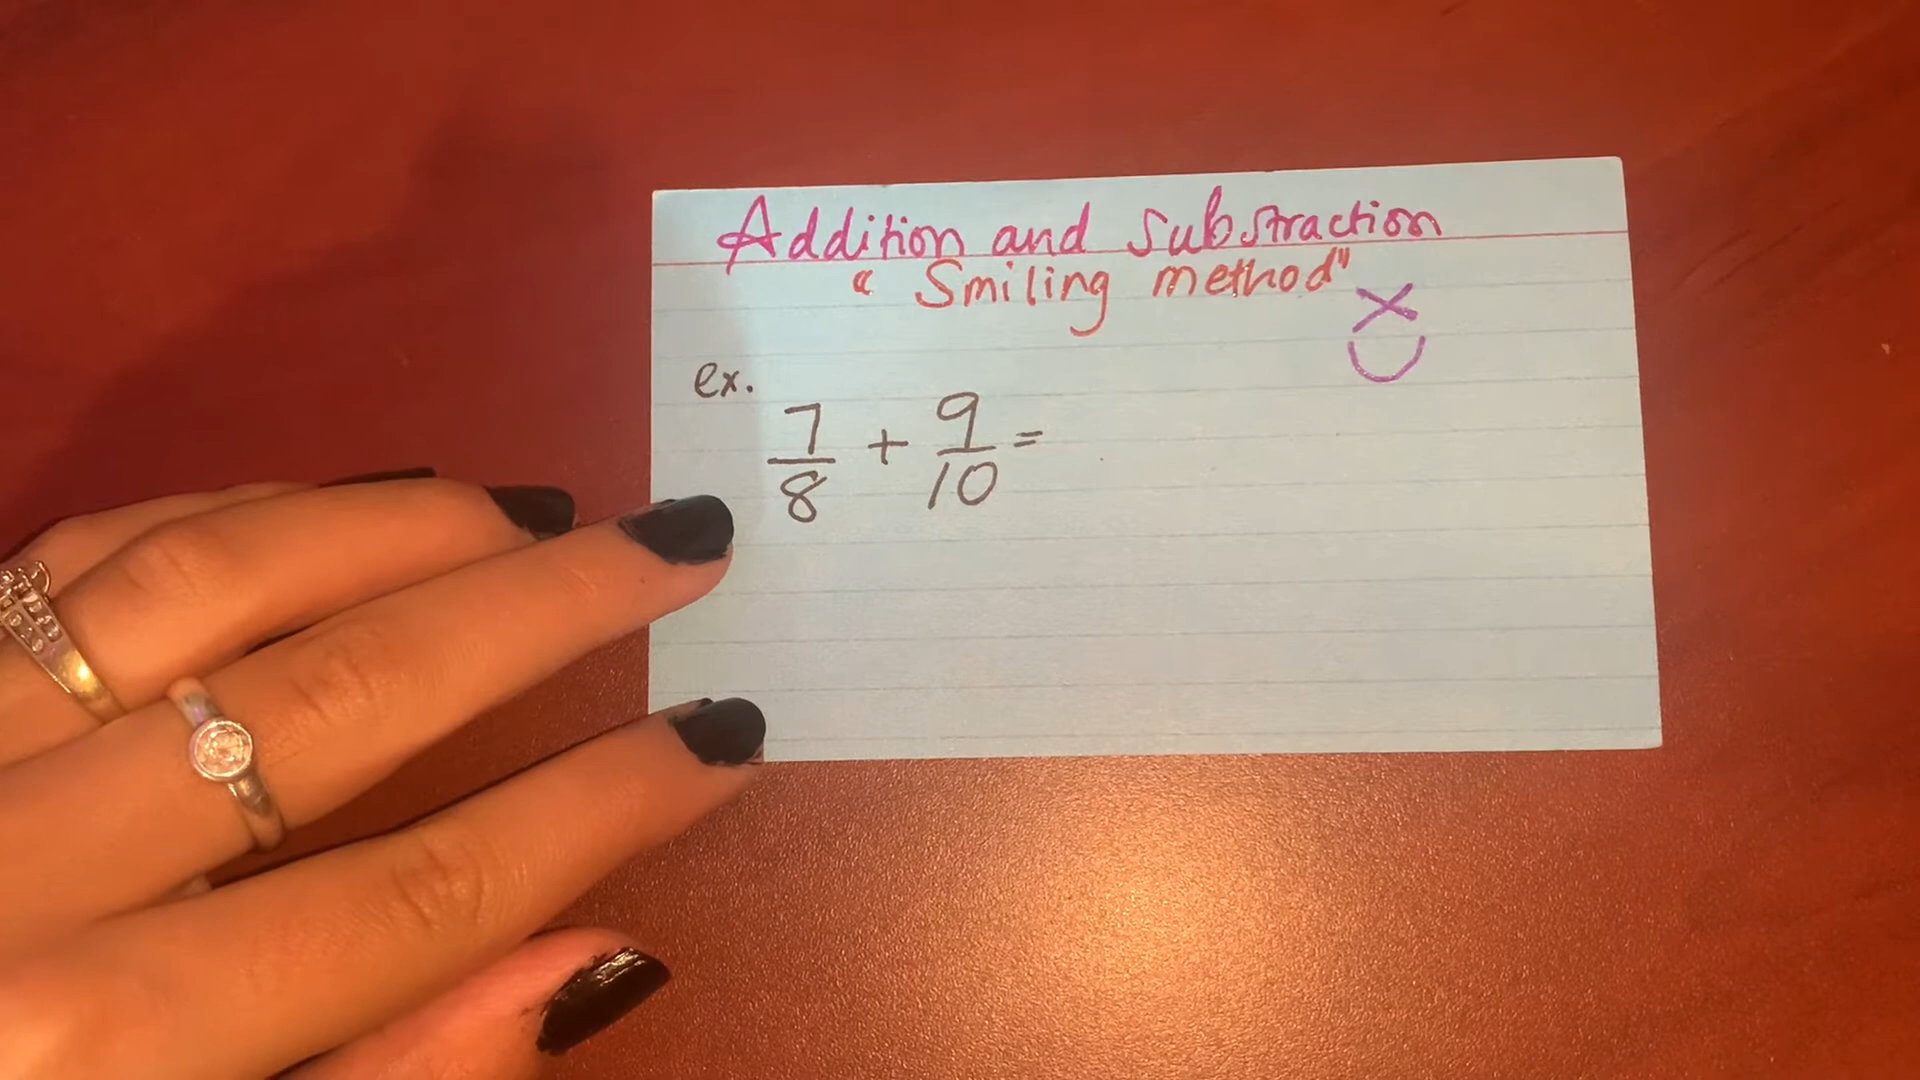 Addition and Substraction
"Smiling method"
×
ex.
7/8 + 9/10 =